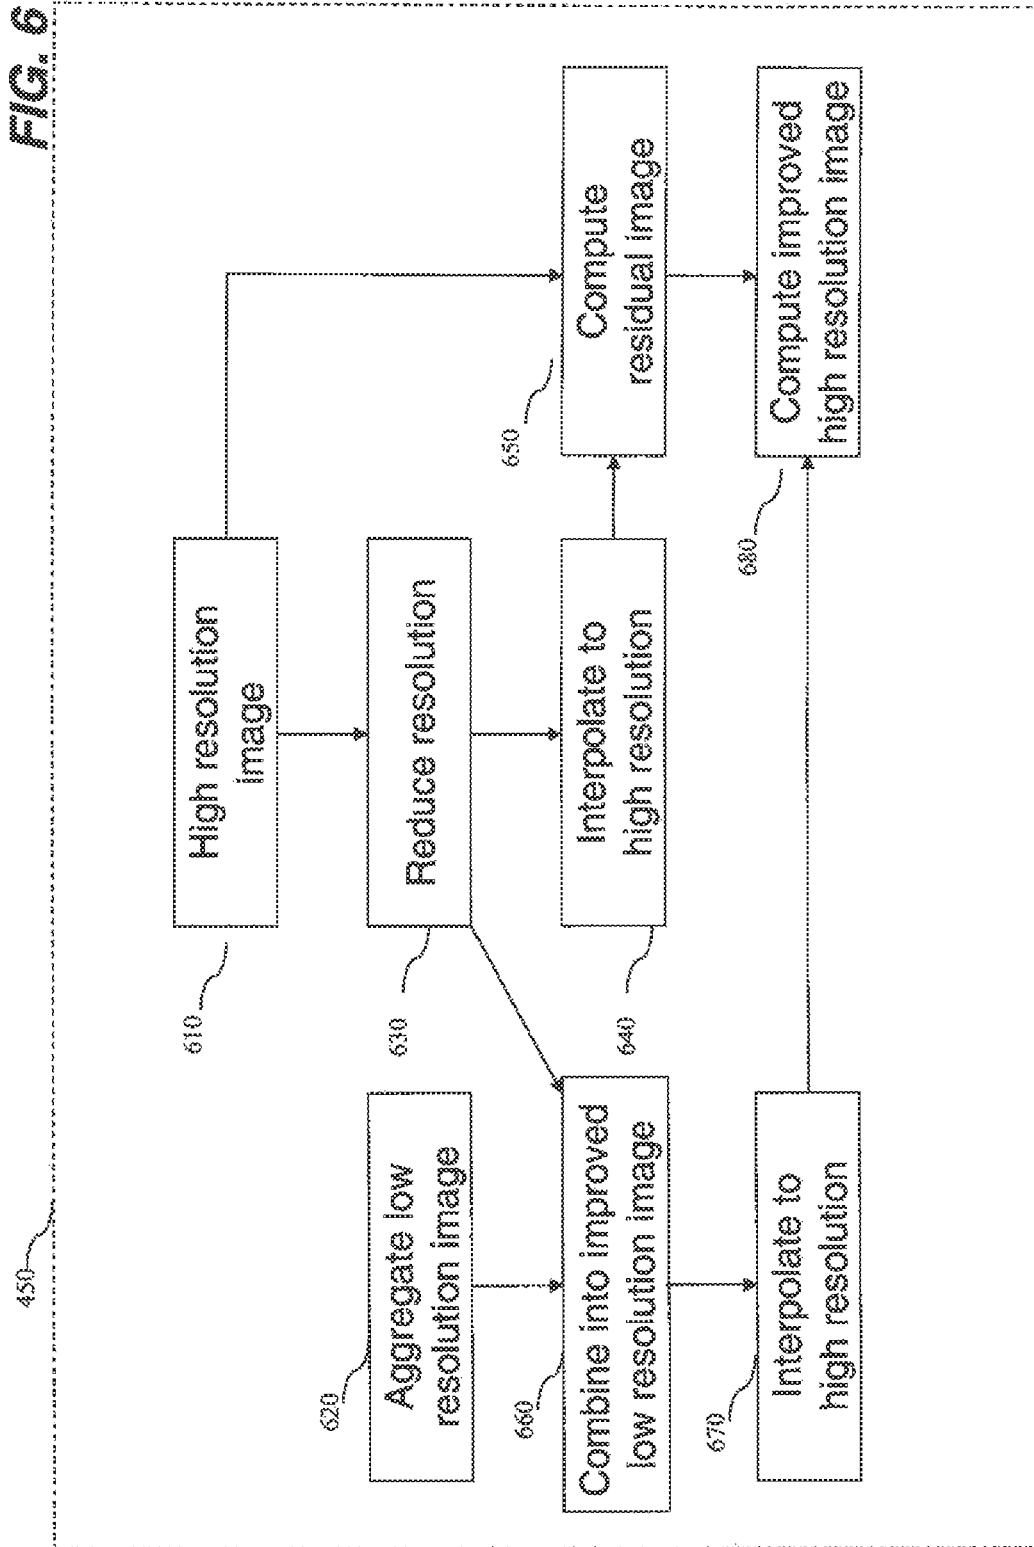 FIG. 6
450
610
High resolution
image
620
Aggregate low
resolution image
630
Reduce resolution
660
Combine into improved
low resolution image
640
Interpolate to
high resolution
650
Compute
residual image
670
Interpolate to
high resolution
680
Compute improved
high resolution image